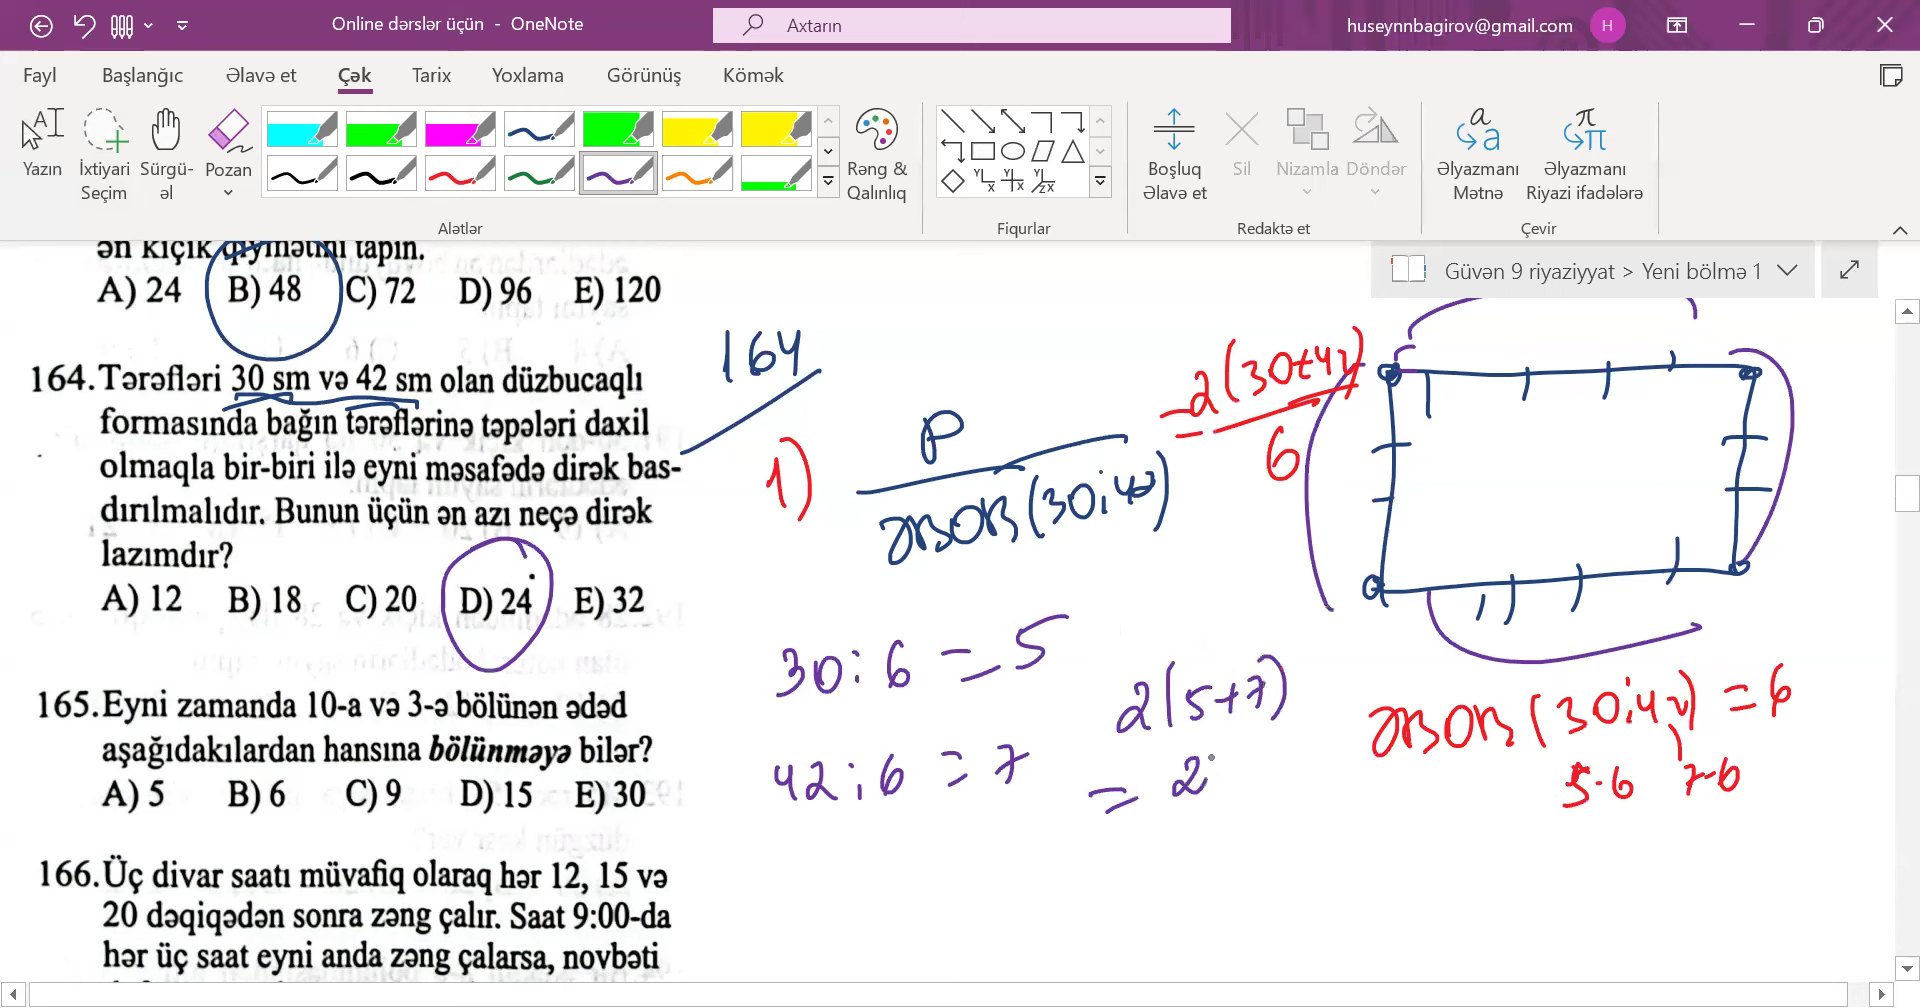 Online dərslər üçün - OneNote
Axtarın
huseynnbagirov@gmail.com
H
Fayl Başlanğıc Əlavə et Çək Tarix Yoxlama Görünüş Kömək
Yazın
İxtiyari Seçim
Sürgü-əl
Pozan
Rəng & Qalınlıq
Boşluq Əlavə et
Sil
Nizamla
Döndər
Əlyazmanı Mətnə
Əlyazmanı Riyazi ifadələrə
Alətlər
Fiqurlar
Redaktə et
Çevir
Güvən 9 riyaziyyat > Yeni bölmə 1
ən kiçik qiymətini tapın.
A) 24 B) 48 C) 72 D) 96 E) 120
164. Tərəfləri 30 sm və 42 sm olan düzbucaqlı
formasında bağın tərəflərinə təpələri daxil
olmaqla bir-biri ilə eyni məsafədə dirək bas-
dırılmalıdır. Bunun üçün ən azı neçə dirək
lazımdır?
A) 12 B) 18 C) 20 D) 24 E) 32
165. Eyni zamanda 10-a və 3-ə bölünən ədəd
aşağıdakılardan hansına bölünməyə bilər?
A) 5 B) 6 C) 9 D) 15 E) 30
166. Üç divar saatı müvafiq olaraq hər 12, 15 və
20 dəqiqədən sonra zəng çalır. Saat 9:00-da
hər üç saat eyni anda zəng çalarsa, novbəti
164
1)
P
ƏBOB(30;42)
=2(30+42)
6
30:6=5
42:6=7
2(5+7)
=2
ƏBOB(30;42)=6
5·6 7·6